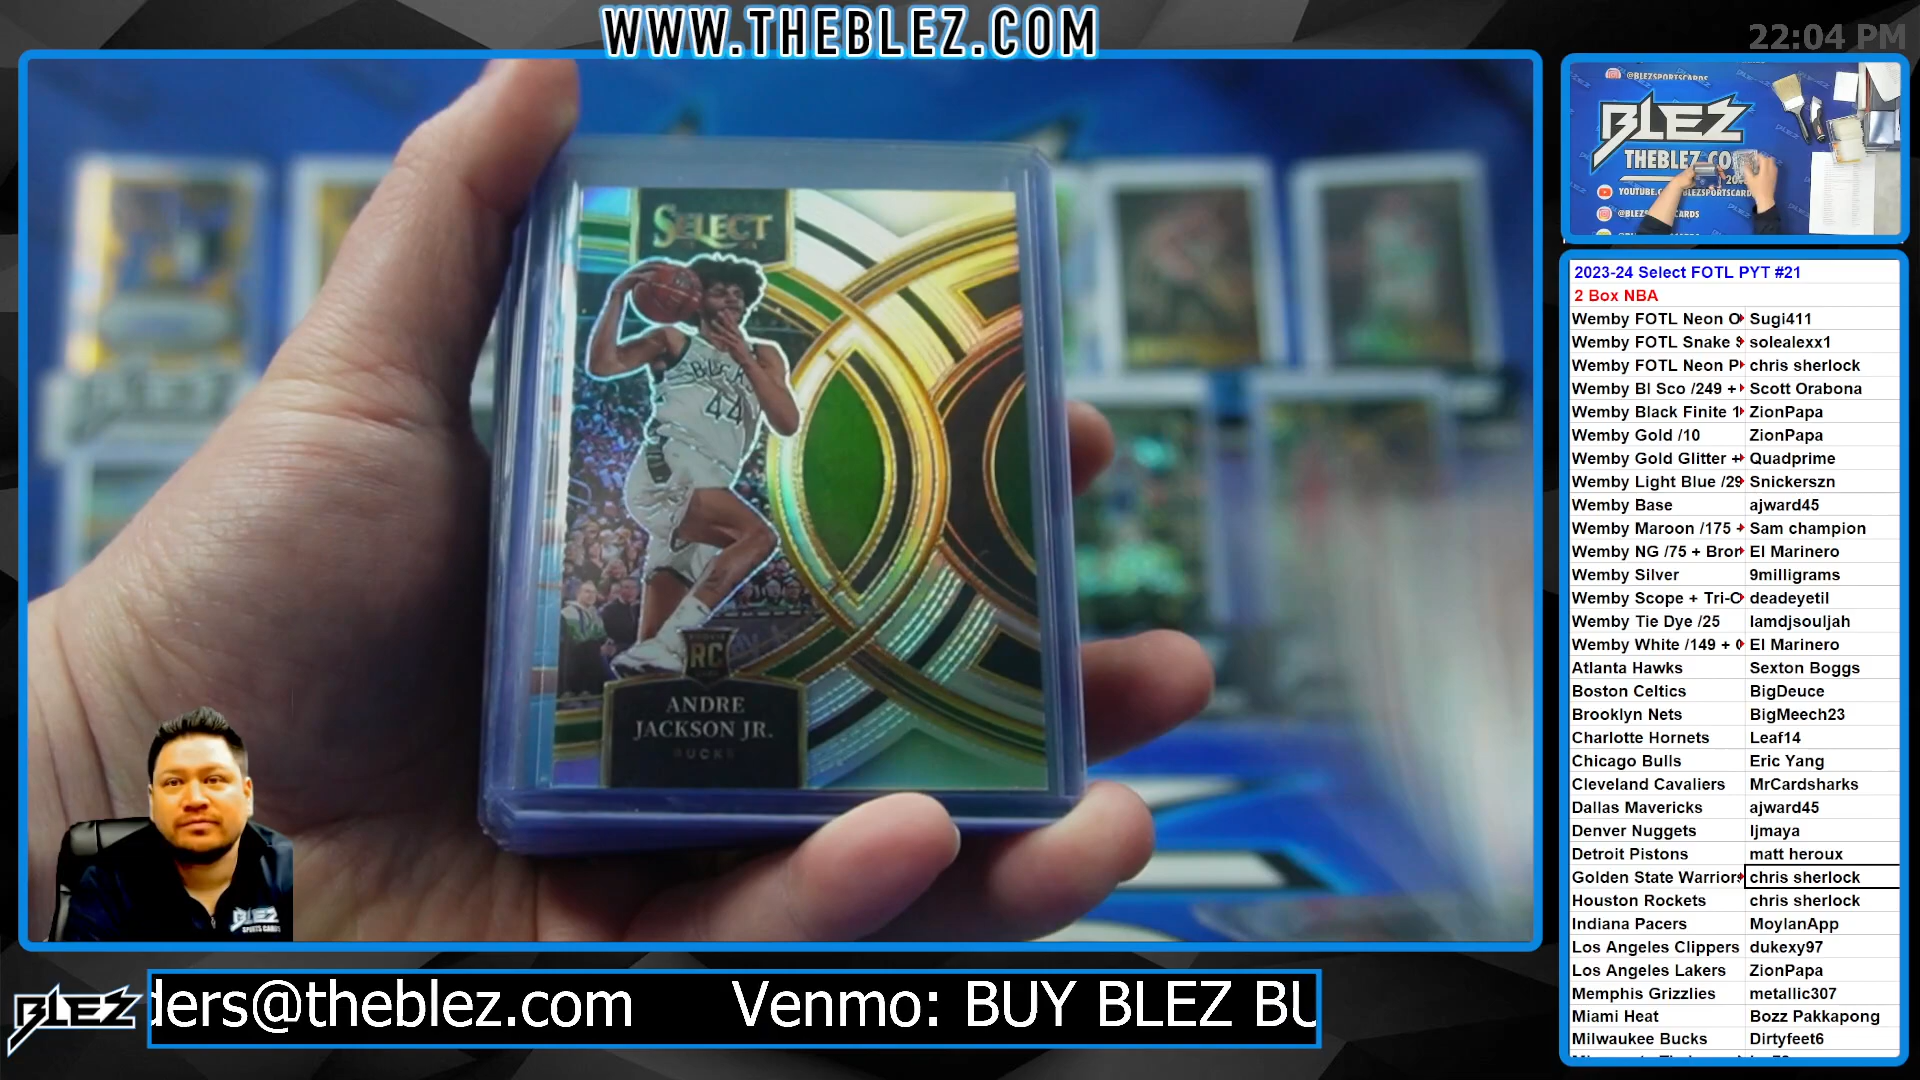 WWW.THEBLEZ.COM
22:04 PM
SELECT
BUCKS
44
RC
ANDRE
JACKSON JR.
BUCKS
BLEZ
SPORTS CARDS
@BLEZSPORTSCARDS
BLEZ
2023-24 Select FOTL PYT #21
2 Box NBA
Wemby FOTL Neon O Sugi411
Wemby FOTL Snake S solealexx1
Wemby FOTL Neon P chris sherlock
Wemby Bl Sco /249 + Scott Orabona
Wemby Black Finite 1 ZionPapa
Wemby Gold /10 ZionPapa
Wemby Gold Glitter + Quadprime
Wemby Light Blue /29 Snickerszn
Wemby Base ajward45
Wemby Maroon /175 + Sam champion
Wemby NG /75 + Bron El Marinero
Wemby Silver 9milligrams
Wemby Scope + Tri-C deadeyetil
Wemby Tie Dye /25 Iamdjsouljah
Wemby White /149 + El Marinero
Atlanta Hawks Sexton Boggs
Boston Celtics BigDeuce
Brooklyn Nets BigMeech23
Charlotte Hornets Leaf14
Chicago Bulls Eric Yang
Cleveland Cavaliers MrCardsharks
Dallas Mavericks ajward45
Denver Nuggets ljmaya
Detroit Pistons matt heroux
Golden State Warriors chris sherlock
Houston Rockets chris sherlock
Indiana Pacers MoylanApp
Los Angeles Clippers dukexy97
Los Angeles Lakers ZionPapa
Memphis Grizzlies metallic307
Miami Heat Bozz Pakkapong
Milwaukee Bucks Dirtyfeet6
BLEZ
ders@theblez.com Venmo: BUY BLEZ BU